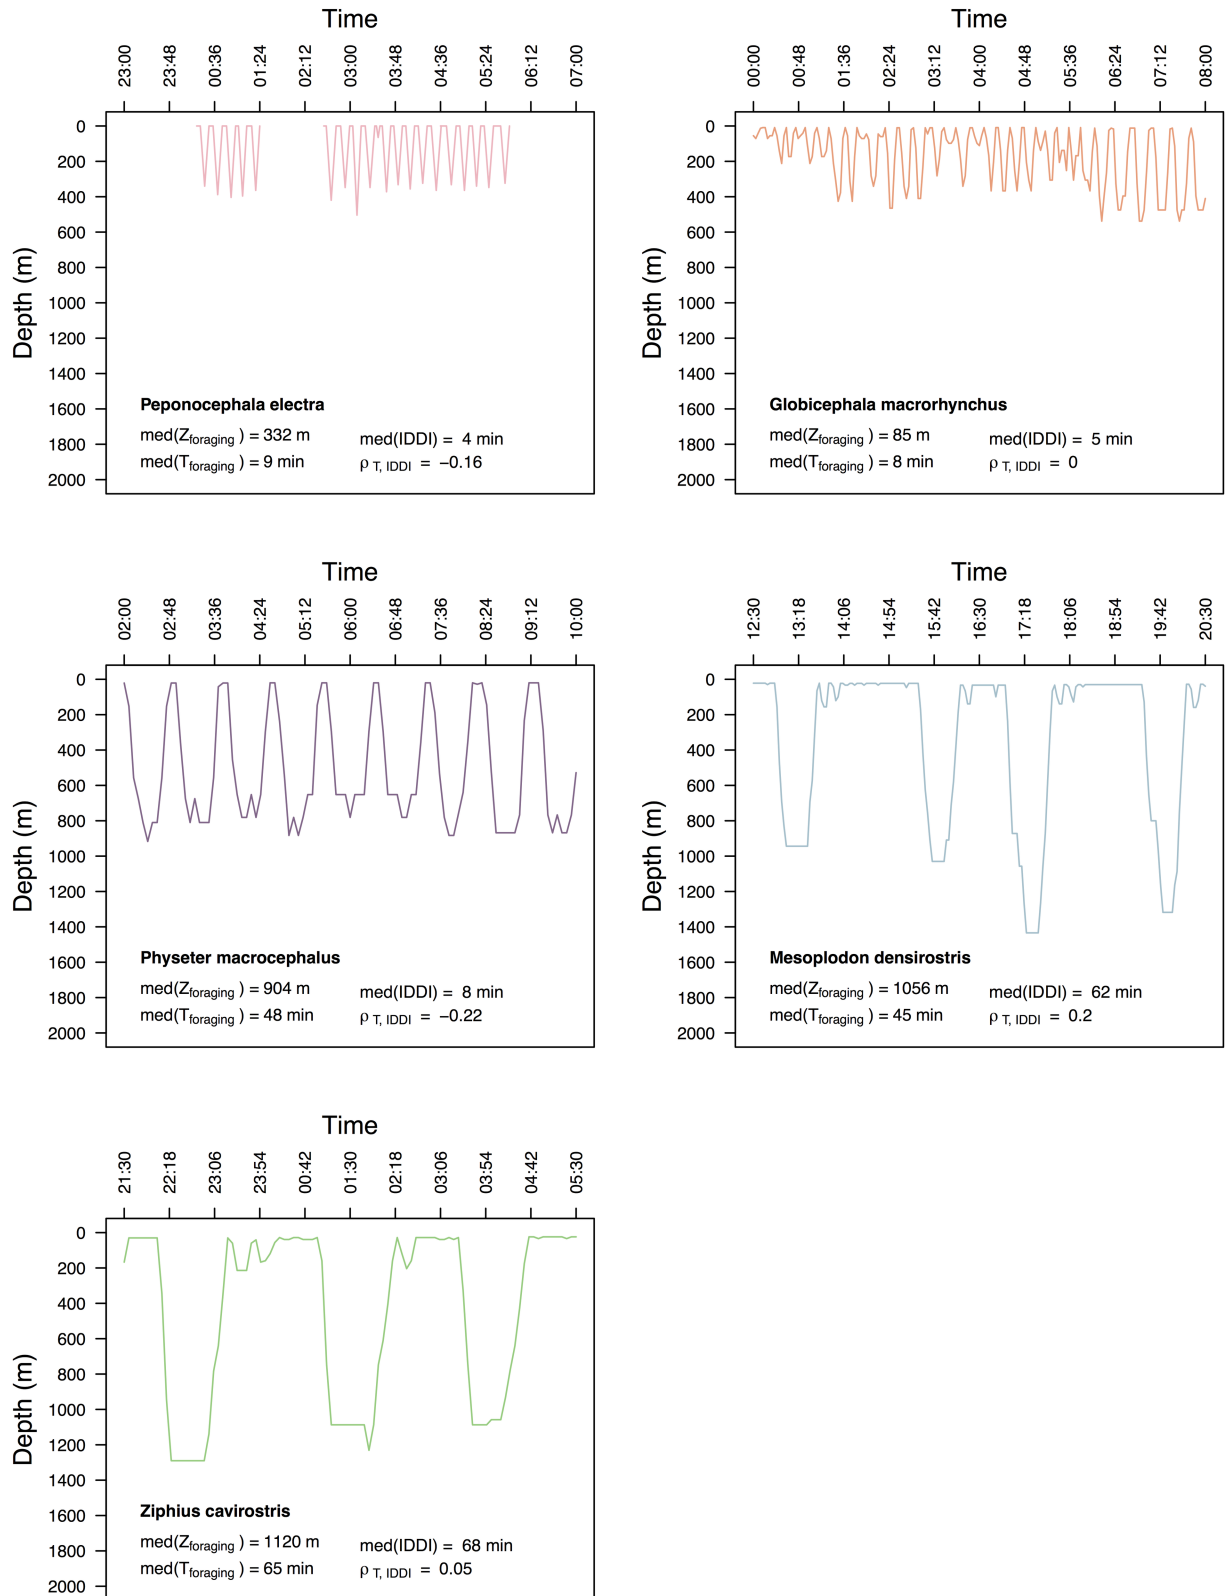 Time
23:00 23:48 00:36 01:24 02:12 03:00 03:48 04:36 05:24 06:12 07:00
Depth (m)
0
200
400
600
800
1000
1200
1400
1600
1800
2000
Peponocephala electra
med(Zforaging ) = 332 m
med(IDDI) = 4 min
med(Tforaging ) = 9 min
ρ T, IDDI = −0.16
Time
00:00 00:48 01:36 02:24 03:12 04:00 04:48 05:36 06:24 07:12 08:00
Depth (m)
0
200
400
600
800
1000
1200
1400
1600
1800
2000
Globicephala macrorhynchus
med(Zforaging ) = 85 m
med(IDDI) = 5 min
med(Tforaging ) = 8 min
ρ T, IDDI = 0
Time
02:00 02:48 03:36 04:24 05:12 06:00 06:48 07:36 08:24 09:12 10:00
Depth (m)
0
200
400
600
800
1000
1200
1400
1600
1800
2000
Physeter macrocephalus
med(Zforaging ) = 904 m
med(IDDI) = 8 min
med(Tforaging ) = 48 min
ρ T, IDDI = −0.22
Time
12:30 13:18 14:06 14:54 15:42 16:30 17:18 18:06 18:54 19:42 20:30
Depth (m)
0
200
400
600
800
1000
1200
1400
1600
1800
2000
Mesoplodon densirostris
med(Zforaging ) = 1056 m
med(IDDI) = 62 min
med(Tforaging ) = 45 min
ρ T, IDDI = 0.2
Time
21:30 22:18 23:06 23:54 00:42 01:30 02:18 03:06 03:54 04:42 05:30
Depth (m)
0
200
400
600
800
1000
1200
1400
1600
1800
2000
Ziphius cavirostris
med(Zforaging ) = 1120 m
med(IDDI) = 68 min
med(Tforaging ) = 65 min
ρ T, IDDI = 0.05